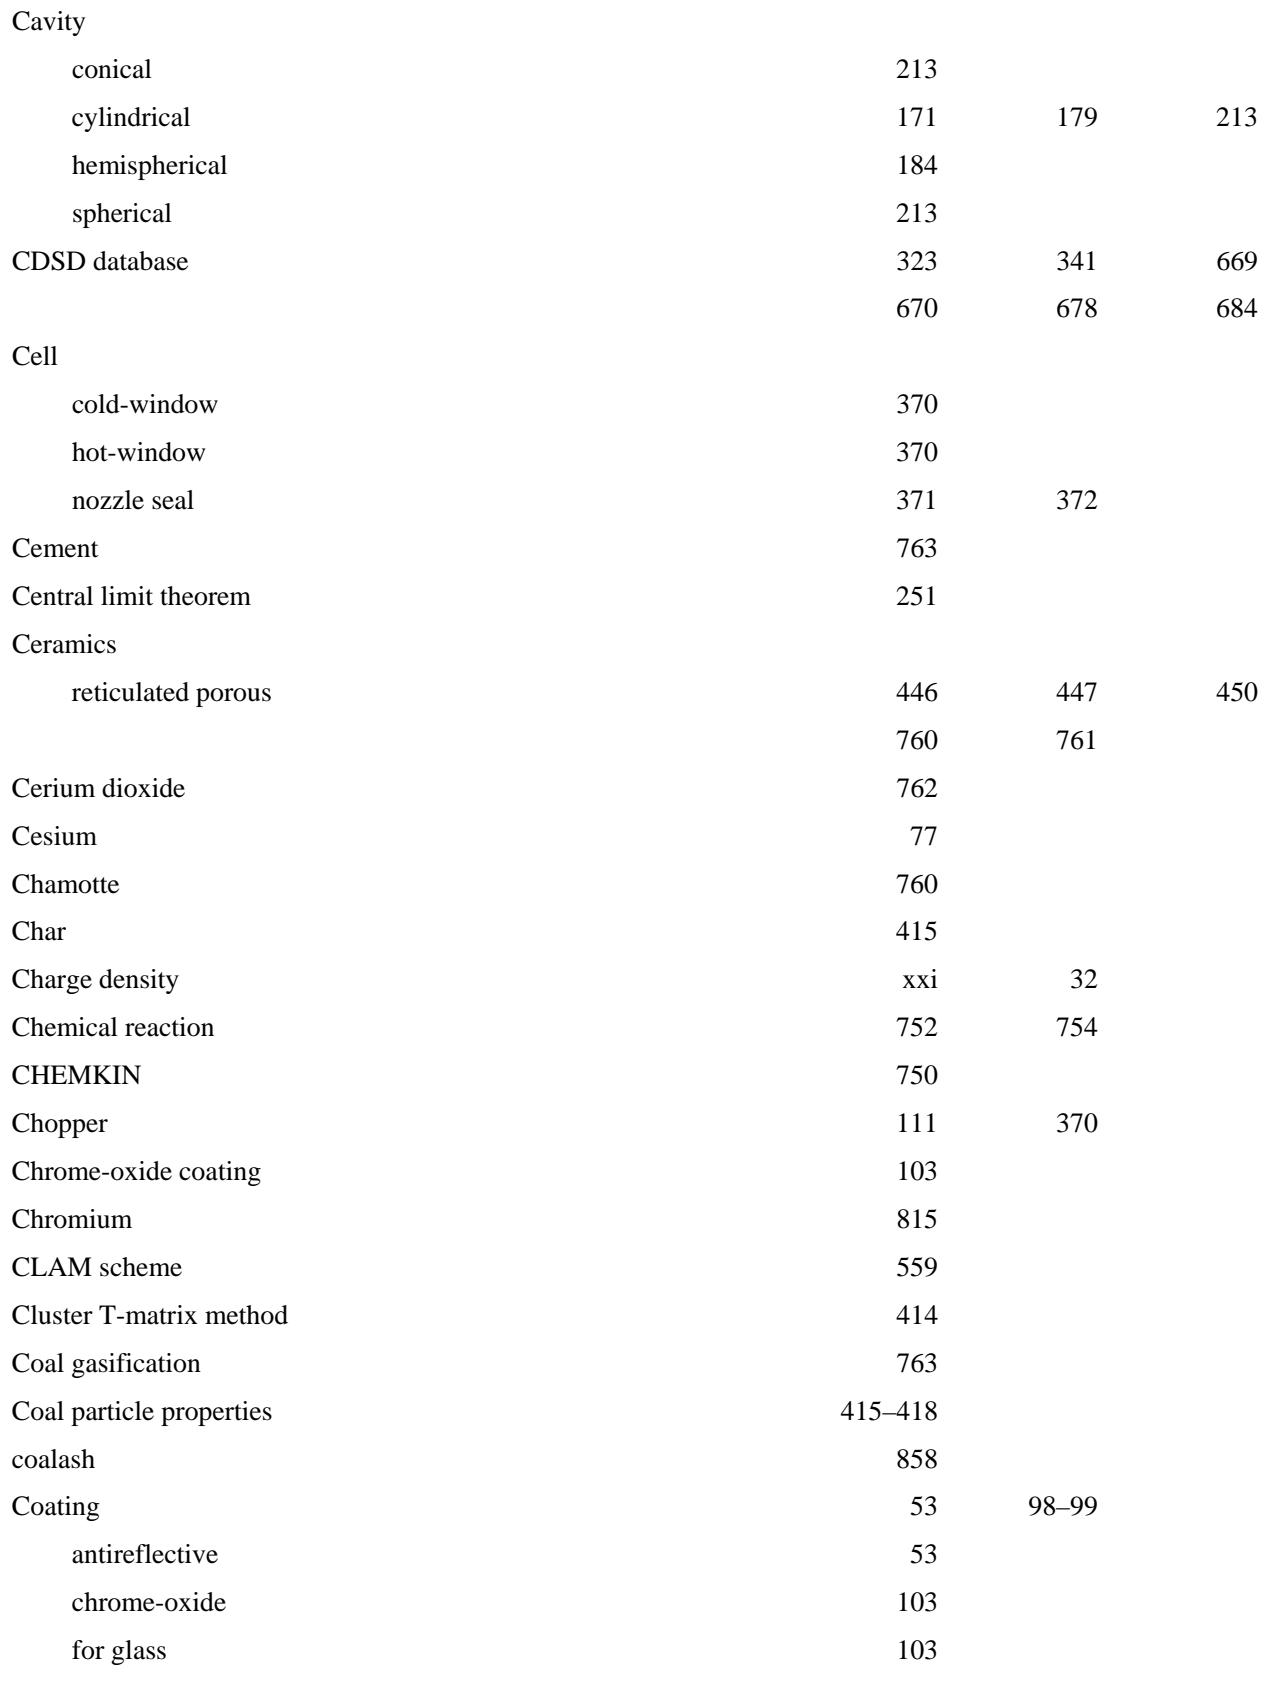 Cavity
conical 213
cylindrical 171 179 213
hemispherical 184
spherical 213
CDSD database 323 341 669
670 678 684
Cell
cold-window 370
hot-window 370
nozzle seal 371 372
Cement 763
Central limit theorem 251
Ceramics
reticulated porous 446 447 450
760 761
Cerium dioxide 762
Cesium 77
Chamotte 760
Char 415
Charge density xxi 32
Chemical reaction 752 754
CHEMKIN 750
Chopper 111 370
Chrome-oxide coating 103
Chromium 815
CLAM scheme 559
Cluster T-matrix method 414
Coal gasification 763
Coal particle properties 415–418
coalash 858
Coating 53 98–99
antireflective 53
chrome-oxide 103
for glass 103